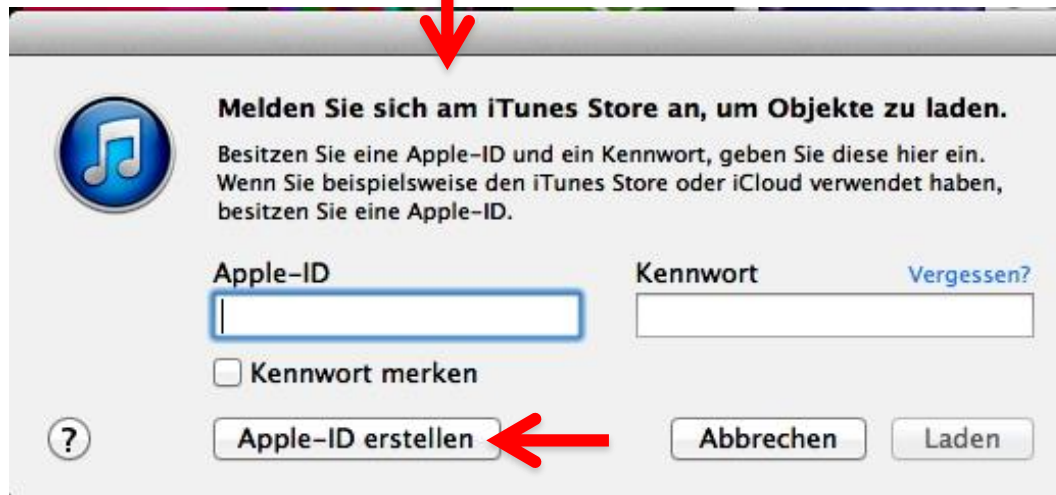 Melden Sie sich am iTunes Store an, um Objekte zu laden.
Besitzen Sie eine Apple-ID und ein Kennwort, geben Sie diese hier ein.
Wenn Sie beispielsweise den iTunes Store oder iCloud verwendet haben,
besitzen Sie eine Apple-ID.
Apple-ID Kennwort Vergessen?
Kennwort merken
? Apple-ID erstellen Abbrechen Laden